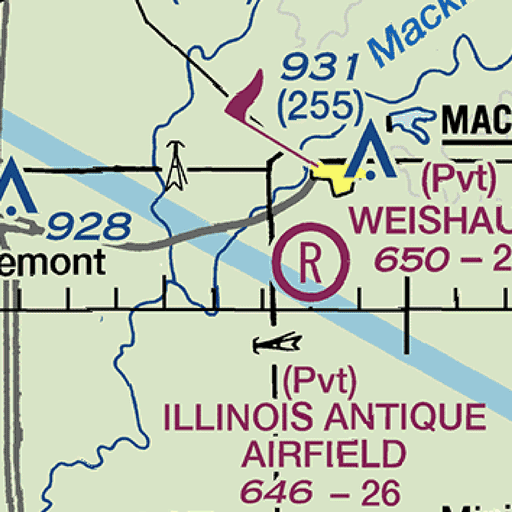 931
(255)
MAC
(Pvt)
WEISHAU
650 - 2
928
emont
R
(Pvt)
ILLINOIS ANTIQUE
AIRFIELD
646 - 26